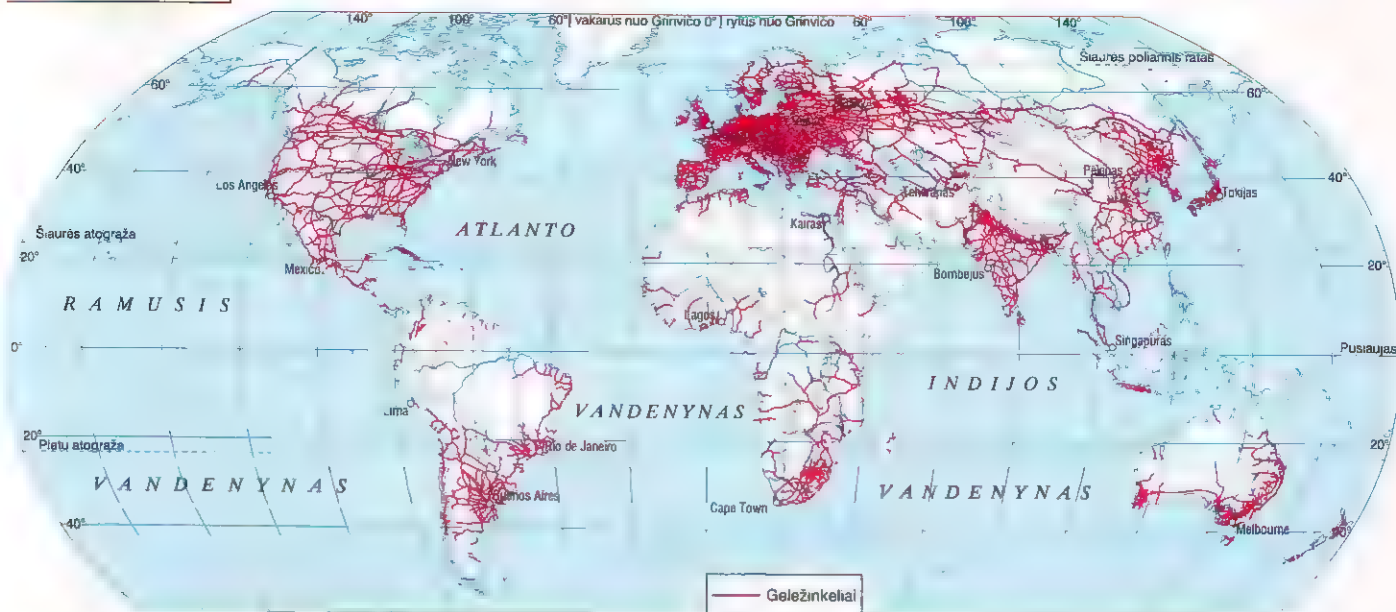 140° 100° 60° vakarus nuo Grinvičo 0° rytus nuo Grinvičo 60° 100° 140°
Šiaurės poliarinis ratas
60° 60°
New York
40° Los Angeles Pekinas 40°
Teheranas Tokijas
Šiaurės atogrąža ATLANTO Kairas
20° Mexico Bombėjus 20°
RAMUSIS Lagos
0° Singapūras Pusiaujas
INDIJOS
Lima VANDENYNAS
20° Pietų atogrąža Rio de Janeiro 20°
VANDENYNAS Buenos Aires VANDENYNAS
Cape Town
40° Melbourne 40°
Geležinkeliai